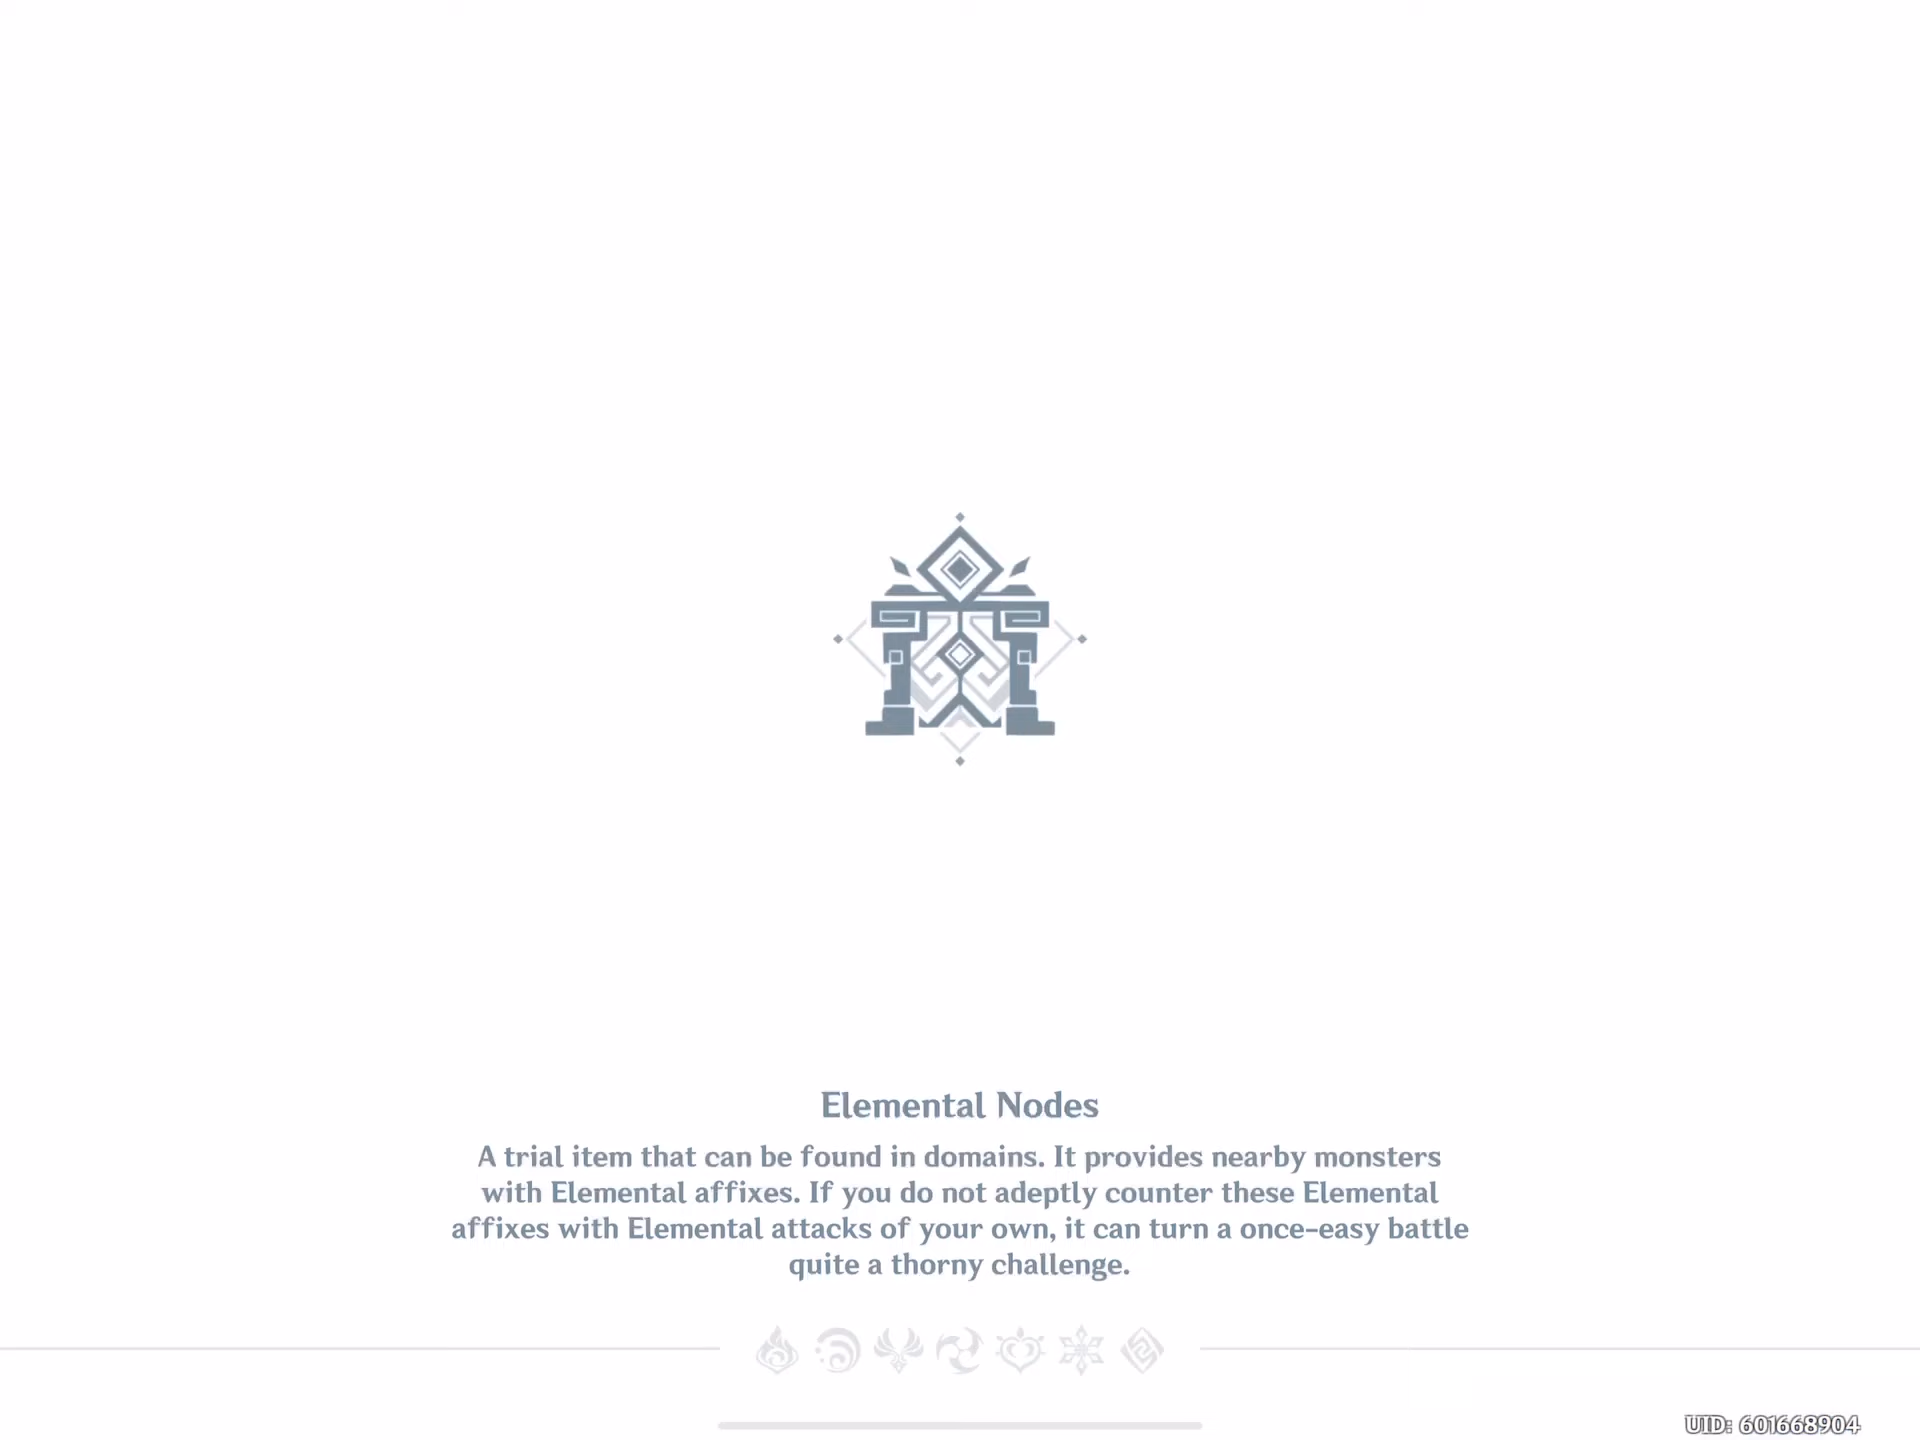 Elemental Nodes
A trial item that can be found in domains. It provides nearby monsters
with Elemental affixes. If you do not adeptly counter these Elemental
affixes with Elemental attacks of your own, it can turn a once-easy battle
quite a thorny challenge.
UID: 601668904